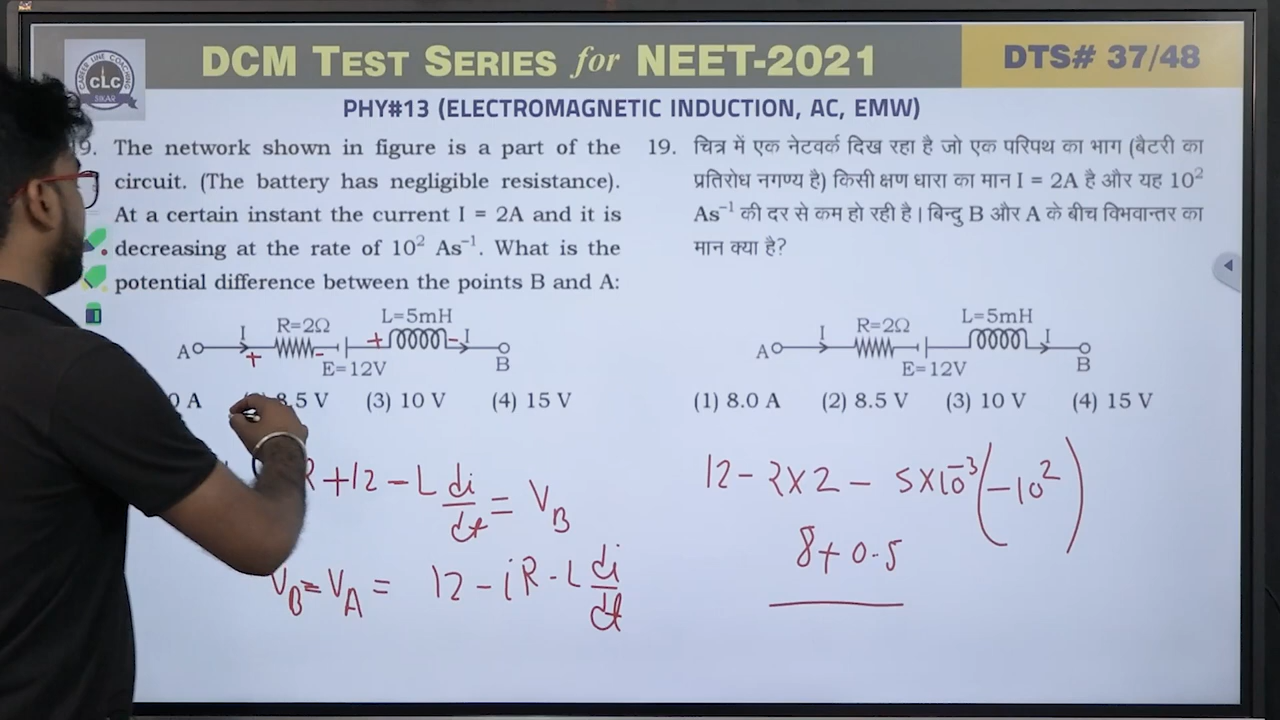 DCM TEST SERIES for NEET-2021
DTS# 37/48
CAREER LINE COACHING
CLC
SIKAR
PHY#13 (ELECTROMAGNETIC INDUCTION, AC, EMW)
9. The network shown in figure is a part of the
circuit. (The battery has negligible resistance).
At a certain instant the current I = 2A and it is
decreasing at the rate of 10² As⁻¹. What is the
potential difference between the points B and A:
L=5mH
I R=2Ω + I
A + - - B
E=12V
0 A 8.5 V (3) 10 V (4) 15 V
R+12-L di/dt = V_B
V_B = V_A = 12-iR-L di/dt
19. चित्र में एक नेटवर्क दिख रहा है जो एक परिपथ का भाग (बैटरी का
प्रतिरोध नगण्य है) किसी क्षण धारा का मान I = 2A है और यह 10²
As⁻¹ की दर से कम हो रही है। बिन्दु B और A के बीच विभवान्तर का
मान क्या है?
L=5mH
I R=2Ω I
A B
E=12V
(1) 8.0 A (2) 8.5 V (3) 10 V (4) 15 V
12-2×2-5×10⁻³(-10²)
8+0.5